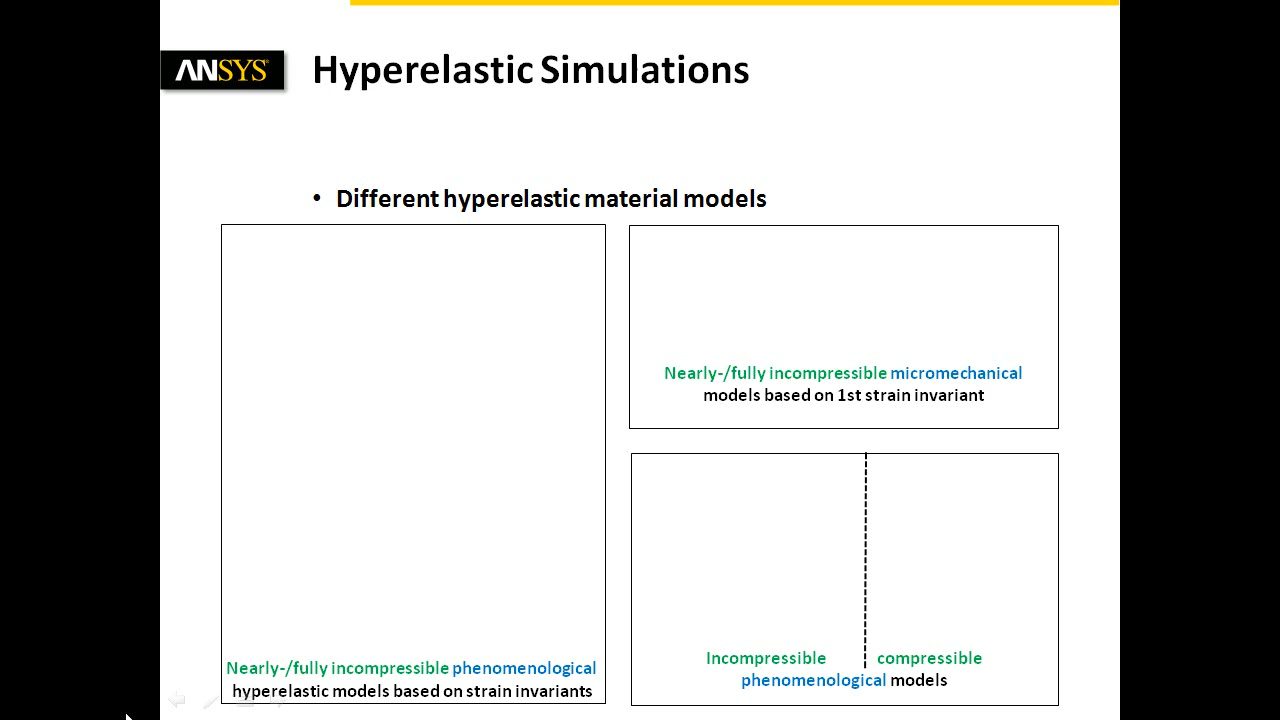 ANSYS
Hyperelastic Simulations
• Different hyperelastic material models
Nearly-/fully incompressible phenomenological
hyperelastic models based on strain invariants
Nearly-/fully incompressible micromechanical
models based on 1st strain invariant
Incompressible compressible
phenomenological models